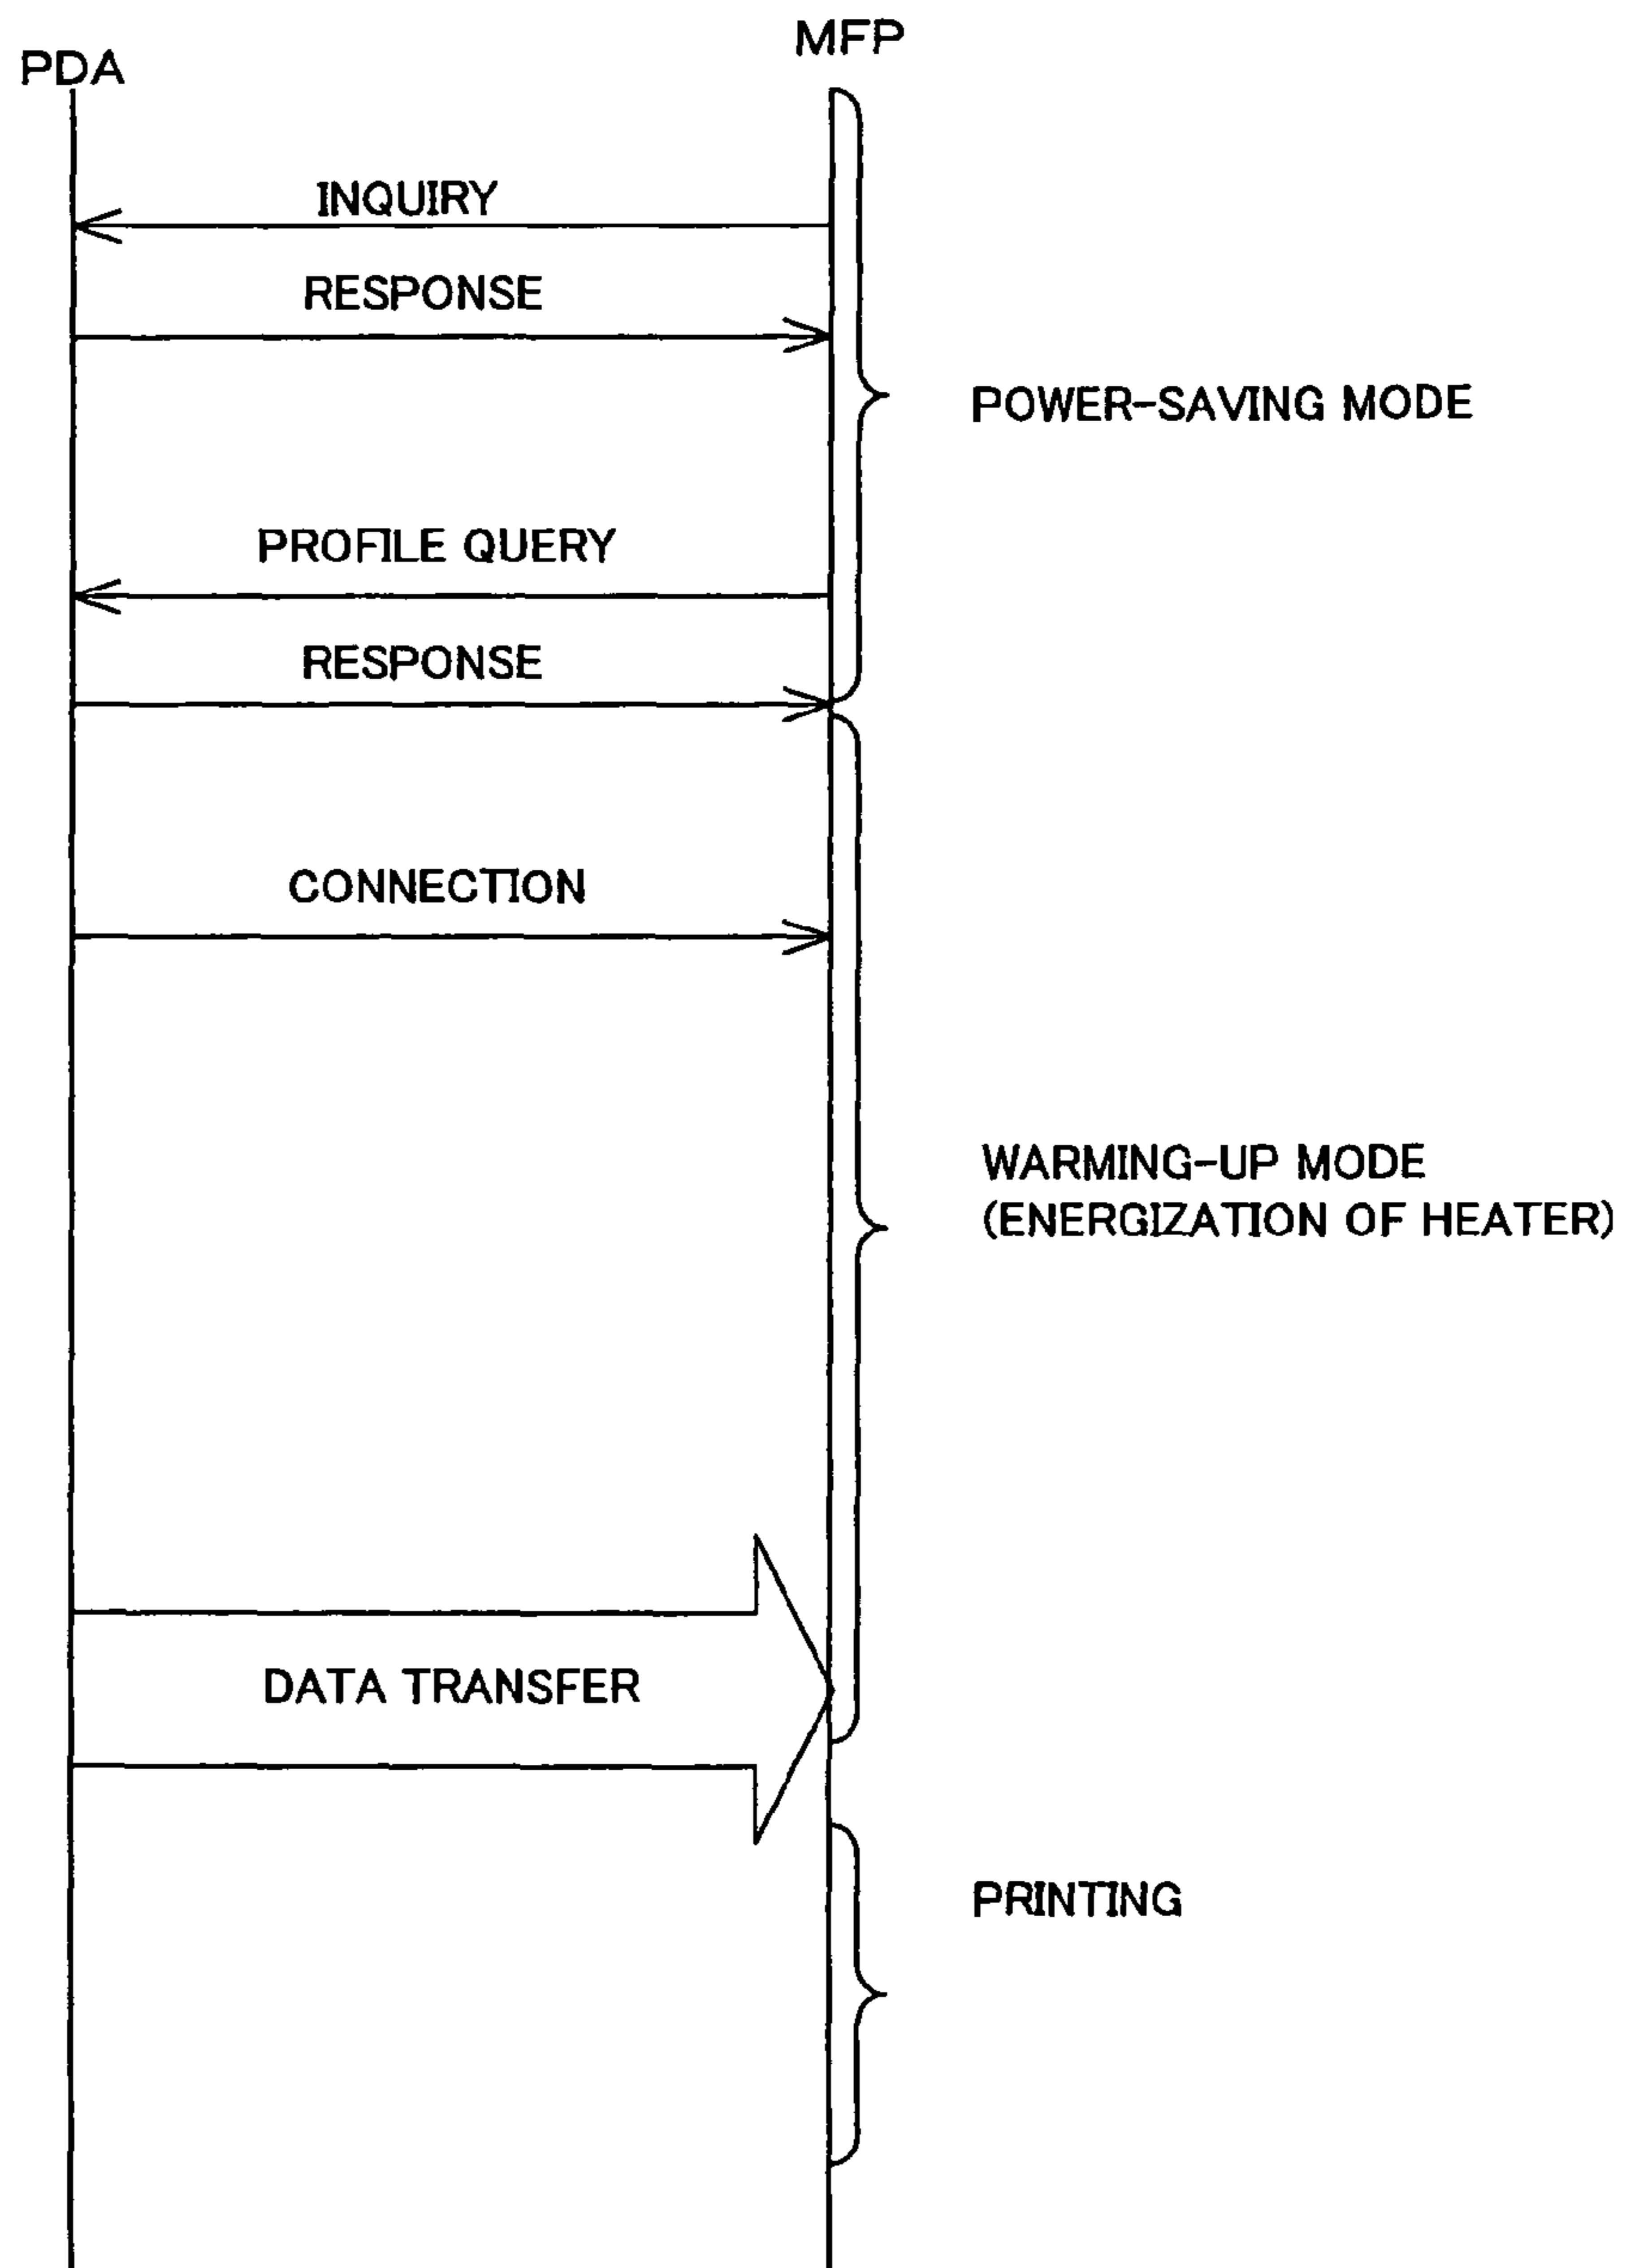 PDA
MFP
INQUIRY
RESPONSE
POWER-SAVING MODE
PROFILE QUERY
RESPONSE
CONNECTION
WARMING-UP MODE
(ENERGIZATION OF HEATER)
DATA TRANSFER
PRINTING